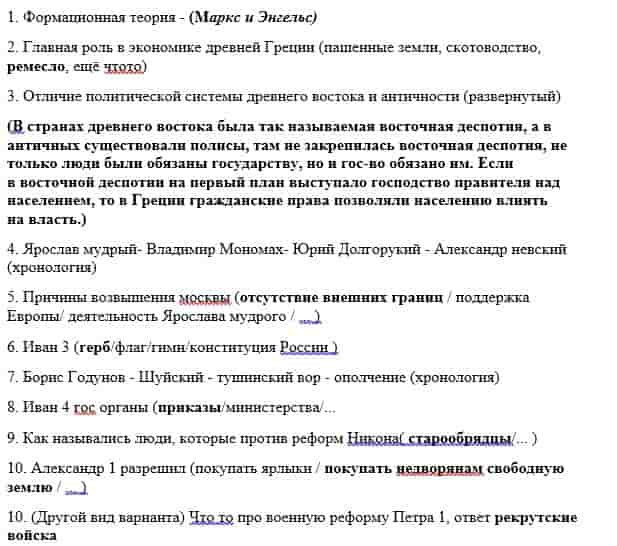 1. Формационная теория - (Маркс и Энгельс)
2. Главная роль в экономике древней Греции (пашенные земли, скотоводство,
ремесло, ещё чтото)
3. Отличие политической системы древнего востока и античности (развернутый)
(В странах древнего востока была так называемая восточная деспотия, а в
античных существовали полисы, там не закрепилась восточная деспотия, не
только люди были обязаны государству, но и гос-во обязано им. Если
в восточной деспотии на первый план выступало господство правителя над
населением, то в Греции гражданские права позволяли населению влиять
на власть.)
4. Ярослав мудрый- Владимир Мономах- Юрий Долгорукий - Александр невский
(хронология)
5. Причины возвышения москвы (отсутствие внешних границ / поддержка
Европы/ деятельность Ярослава мудрого / ...)
6. Иван 3 (герб/флаг/гимн/конституция России )
7. Борис Годунов - Шуйский - тушинский вор - ополчение (хронология)
8. Иван 4 гос органы (приказы/министерства/...
9. Как назывались люди, которые против реформ Никона( старообрядцы/... )
10. Александр 1 разрешил (покупать ярлыки / покупать недворянам свободную
землю / ...)
10. (Другой вид варианта) Что то про военную реформу Петра 1, ответ рекрутские
войска